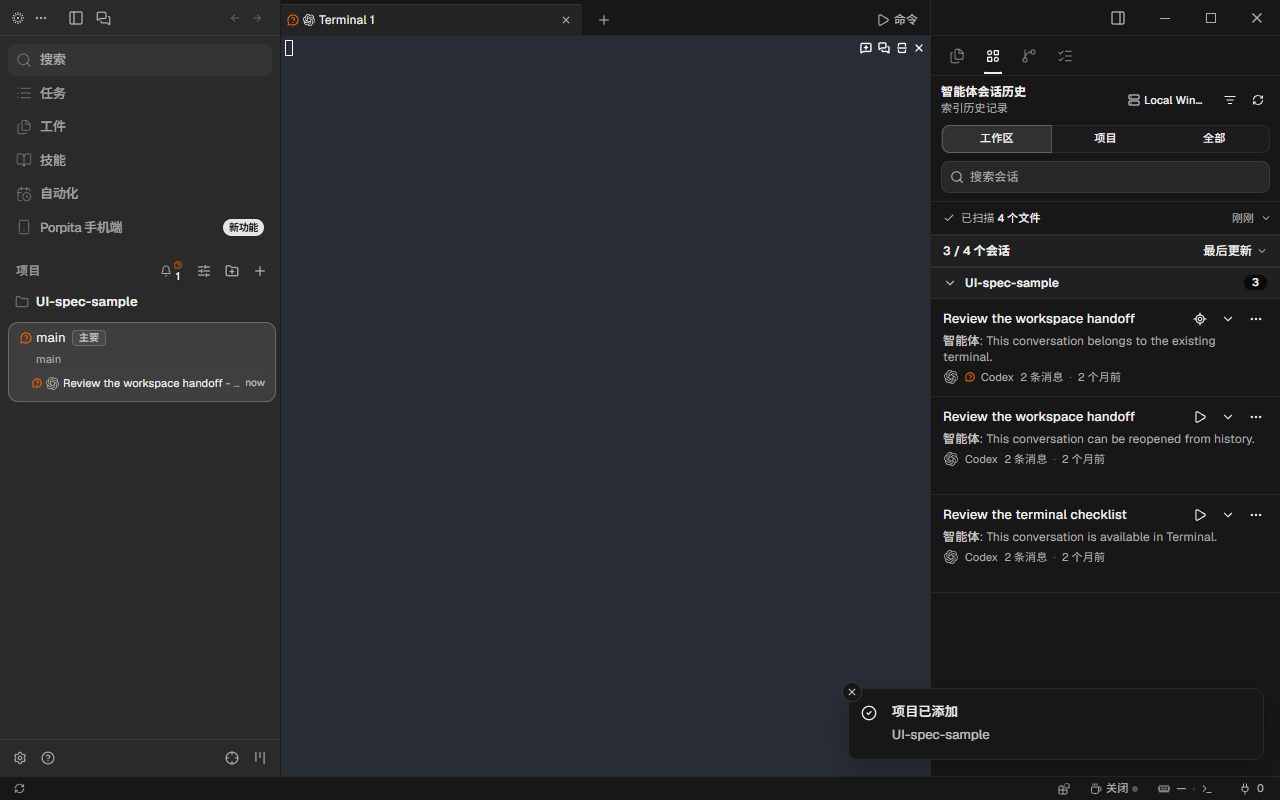 搜索
任务
工件
技能
自动化
Porpita 手机端
新功能
项目
1
UI-spec-sample
main 主要
main
Review the workspace handoff - ... now
Terminal 1
命令
智能体会话历史
索引历史记录
Local Win...
工作区 项目 全部
搜索会话
已扫描 4 个文件 刚刚
3 / 4 个会话 最后更新
UI-spec-sample 3
Review the workspace handoff
智能体: This conversation belongs to the existing
terminal.
Codex 2 条消息 · 2 个月前
Review the workspace handoff
智能体: This conversation can be reopened from history.
Codex 2 条消息 · 2 个月前
Review the terminal checklist
智能体: This conversation is available in Terminal.
Codex 2 条消息 · 2 个月前
项目已添加
UI-spec-sample
关闭
— ·
0